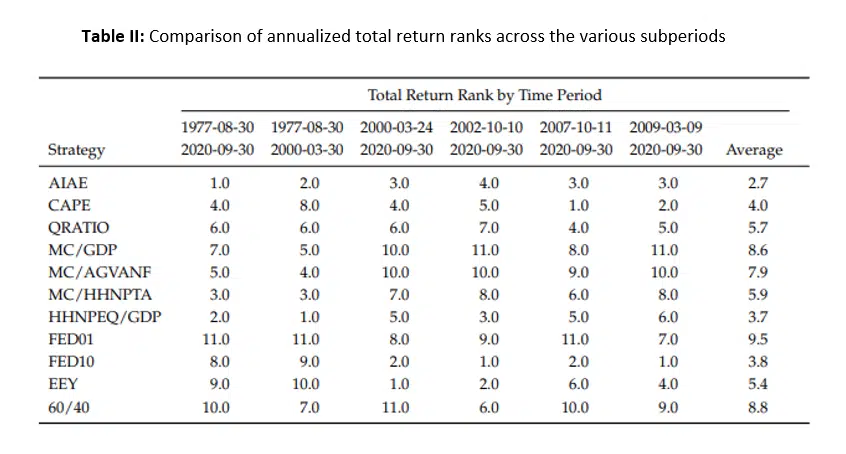 Table II: Comparison of annualized total return ranks across the various subperiods
Total Return Rank by Time Period
1977-08-30 1977-08-30 2000-03-24 2002-10-10 2007-10-11 2009-03-09
Strategy 2020-09-30 2000-03-30 2020-09-30 2020-09-30 2020-09-30 2020-09-30 Average
AIAE 1.0 2.0 3.0 4.0 3.0 3.0 2.7
CAPE 4.0 8.0 4.0 5.0 1.0 2.0 4.0
QRATIO 6.0 6.0 6.0 7.0 4.0 5.0 5.7
MC/GDP 7.0 5.0 10.0 11.0 8.0 11.0 8.6
MC/AGVANF 5.0 4.0 10.0 10.0 9.0 10.0 7.9
MC/HHNPTA 3.0 3.0 7.0 8.0 6.0 8.0 5.9
HHNPEQ/GDP 2.0 1.0 5.0 3.0 5.0 6.0 3.7
FED01 11.0 11.0 8.0 9.0 11.0 7.0 9.5
FED10 8.0 9.0 2.0 1.0 2.0 1.0 3.8
EEY 9.0 10.0 1.0 2.0 6.0 4.0 5.4
60/40 10.0 7.0 11.0 6.0 10.0 9.0 8.8